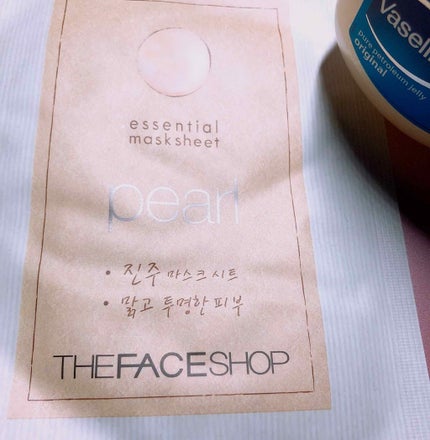 essential
masksheet
pearl
• 진주 마스크 시트
• 맑고 투명한 피부
THEFACESHOP
pure petroleum jelly
original